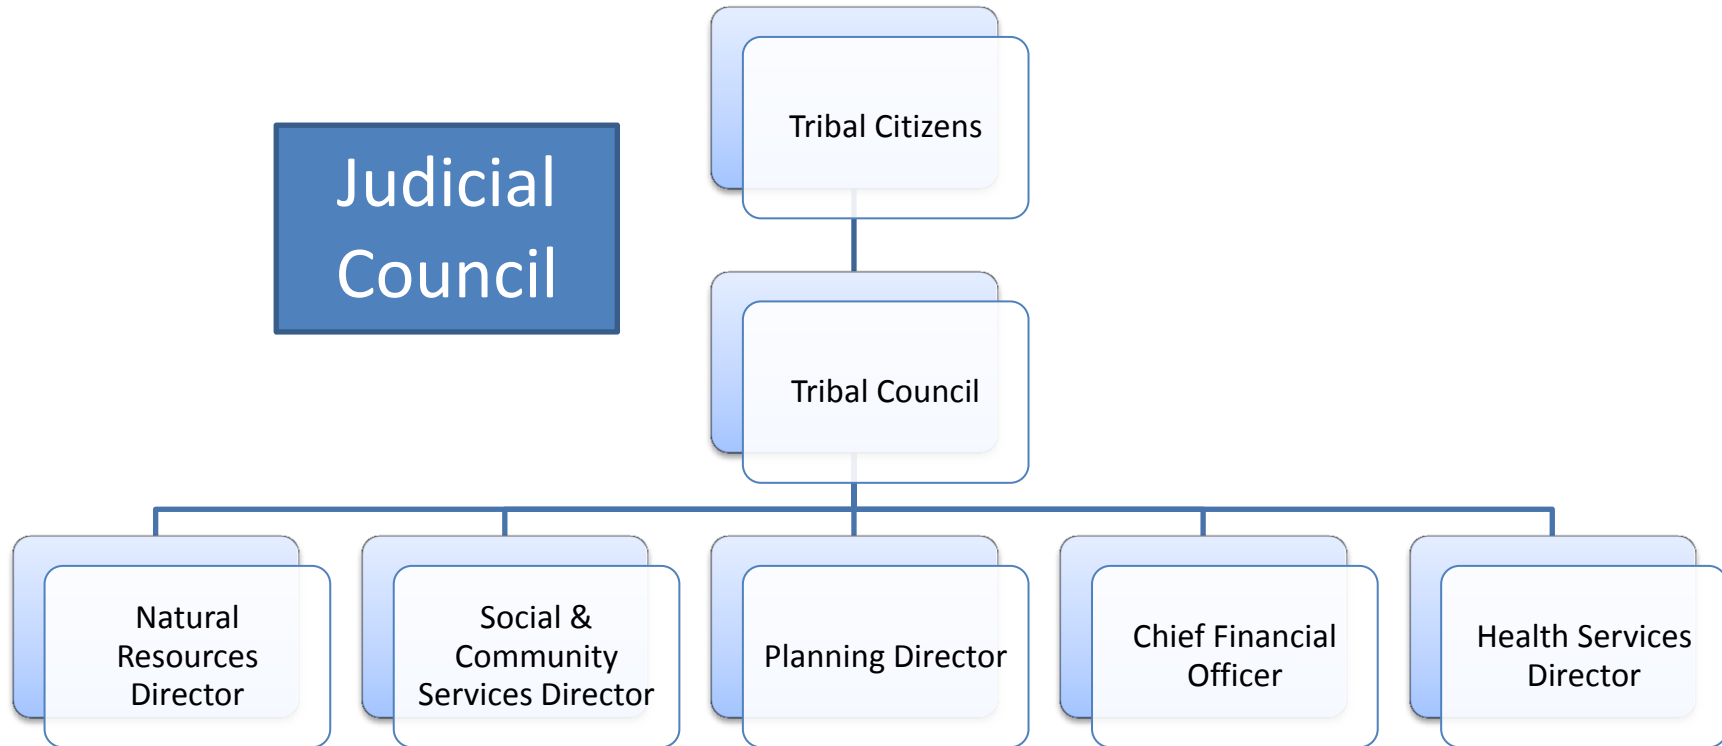 Tribal Citizens
Judicial
Council
Tribal Council
Natural
Resources
Director
Social &
Community
Services Director
Planning Director
Chief Financial
Officer
Health Services
Director